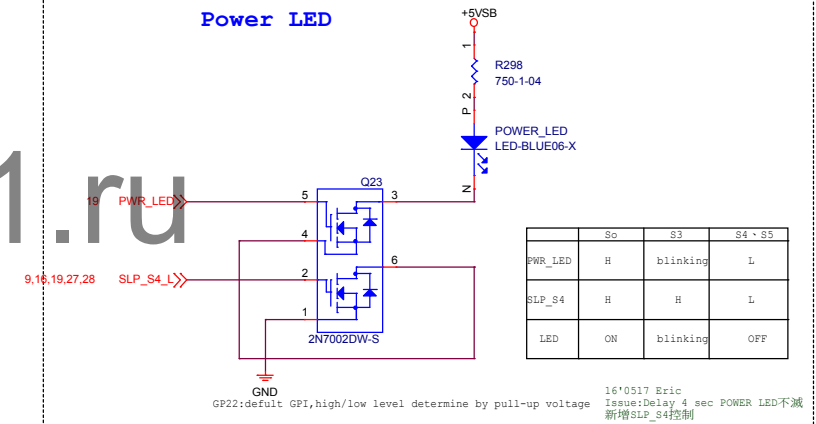 Power LED
+5VSB
1
R298
750-1-04
2
P
POWER_LED
LED-BLUE06-X
N
1.ru
Q23
19 PWR_LED
5
3
4
6
9,16,19,27,28 SLP_S4_L
2
1
2N7002DW-S
GND
So S3 S4、S5
PWR_LED H blinking L
SLP_S4 H H L
LED ON blinking OFF
GP22:defult GPI,high/low level determine by pull-up voltage
16'0517 Eric
Issue:Delay 4 sec POWER LED不滅
新增SLP_S4控制